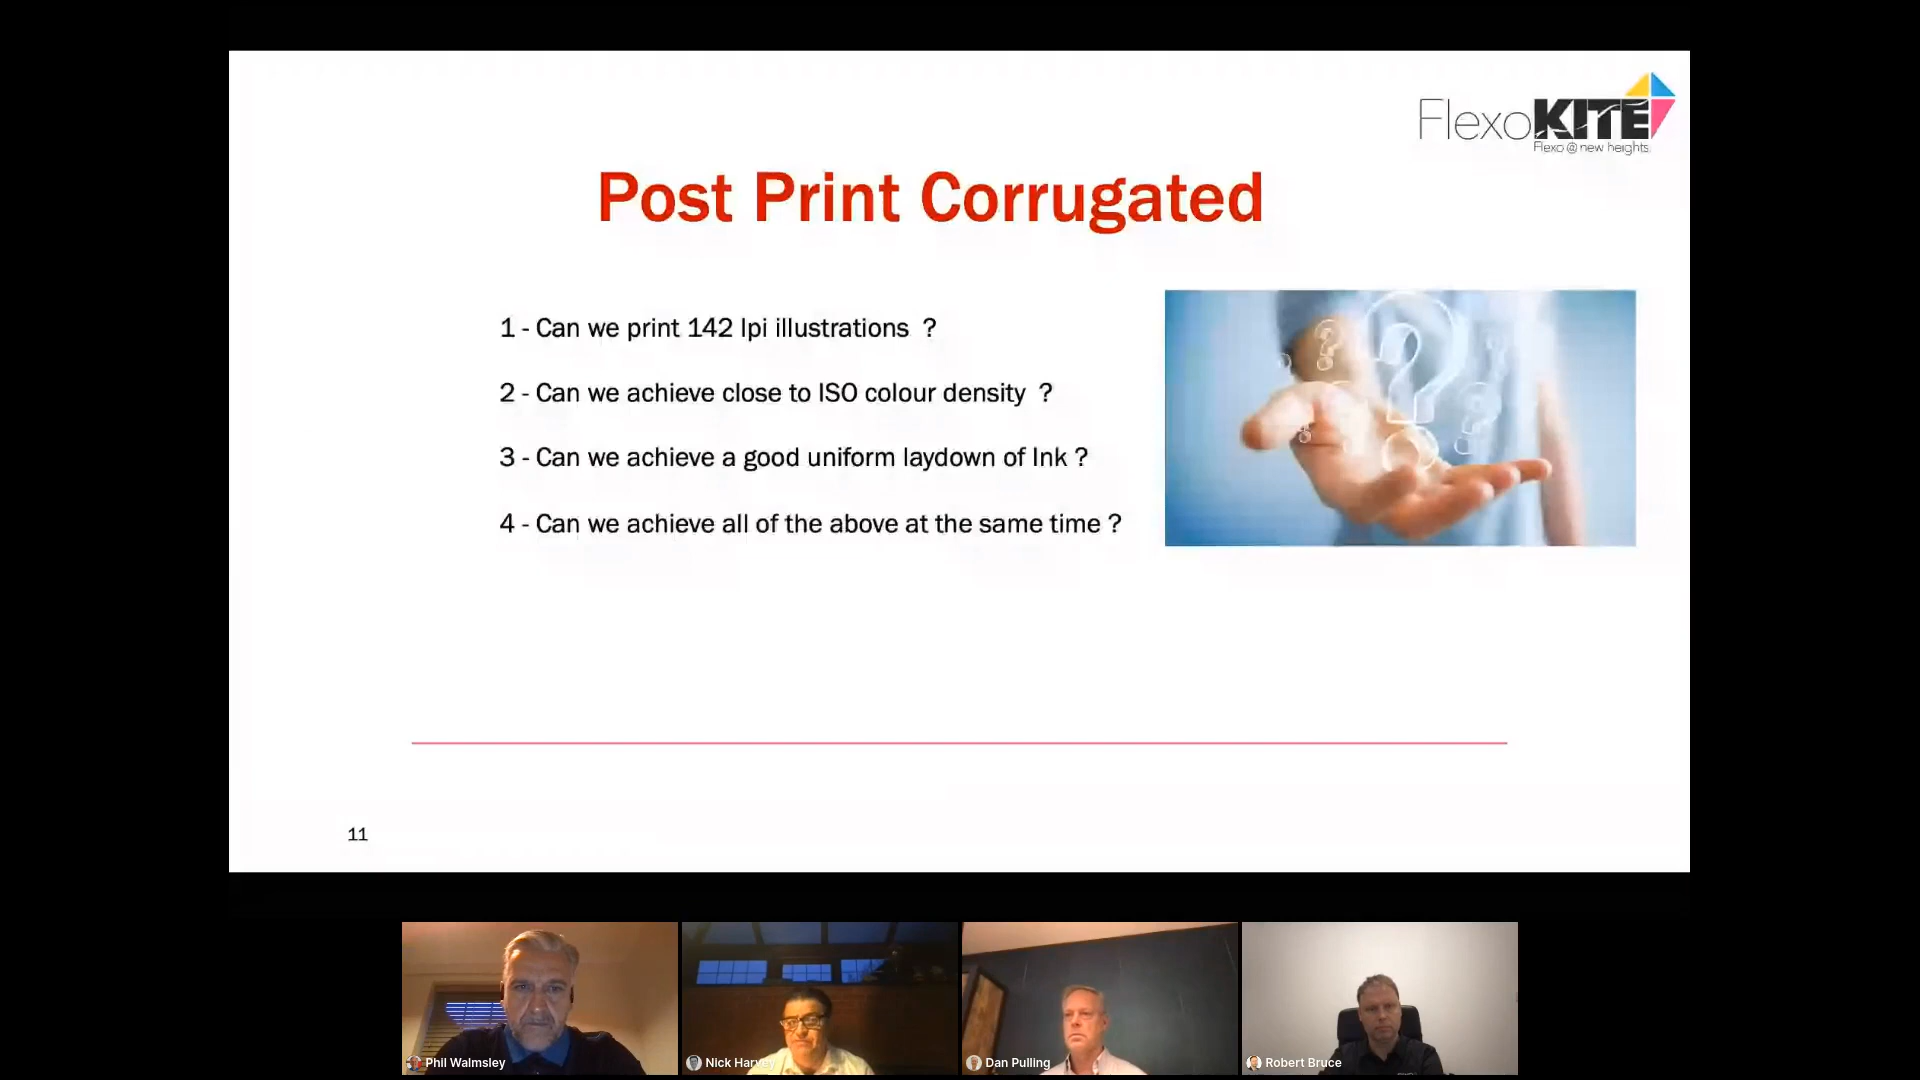 FlexoKITE
Flexo @ new heights
Post Print Corrugated
1 - Can we print 142 lpi illustrations ?
2 - Can we achieve close to ISO colour density ?
3 - Can we achieve a good uniform laydown of Ink ?
4 - Can we achieve all of the above at the same time ?
11
Phil Walmsley
Nick Harvey
Dan Pulling
Robert Bruce